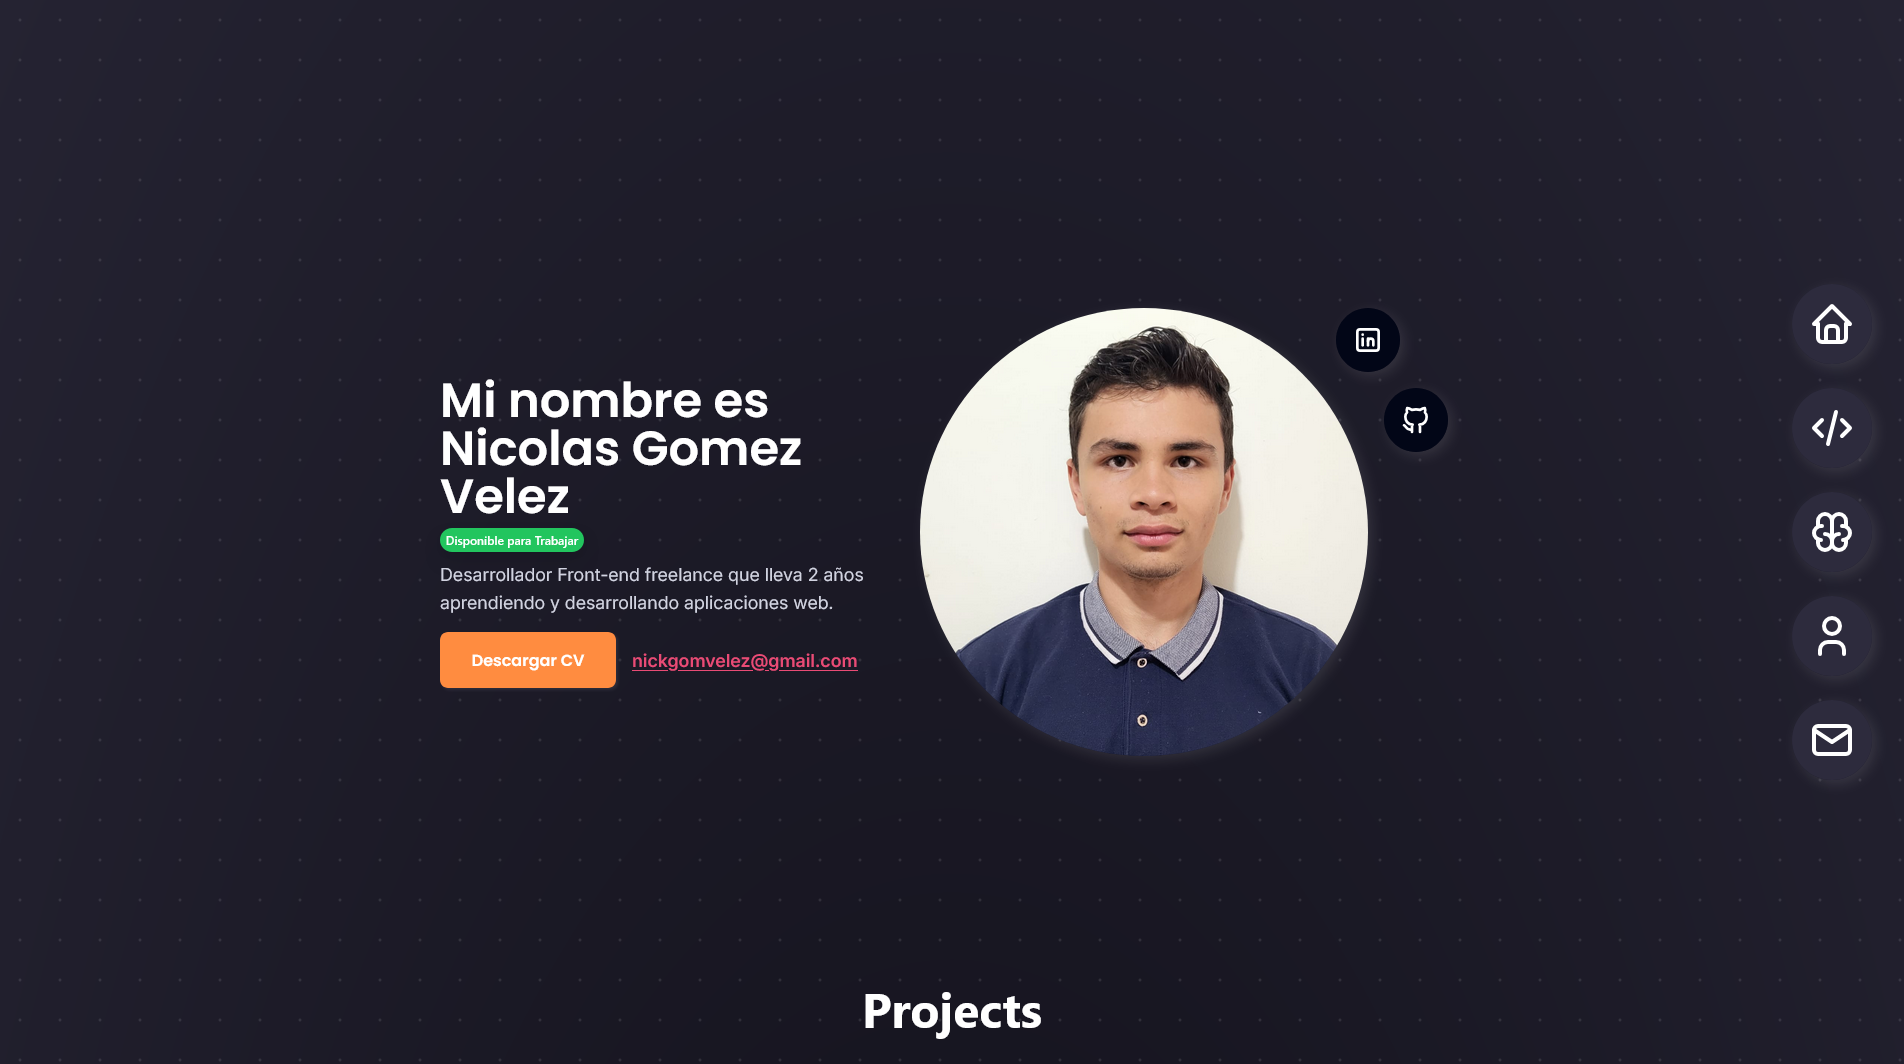 Mi nombre es
Nicolas Gomez
Velez
Disponible para Trabajar
Desarrollador Front-end freelance que lleva 2 años
aprendiendo y desarrollando aplicaciones web.
Descargar CV
nickgomvelez@gmail.com
in
Projects